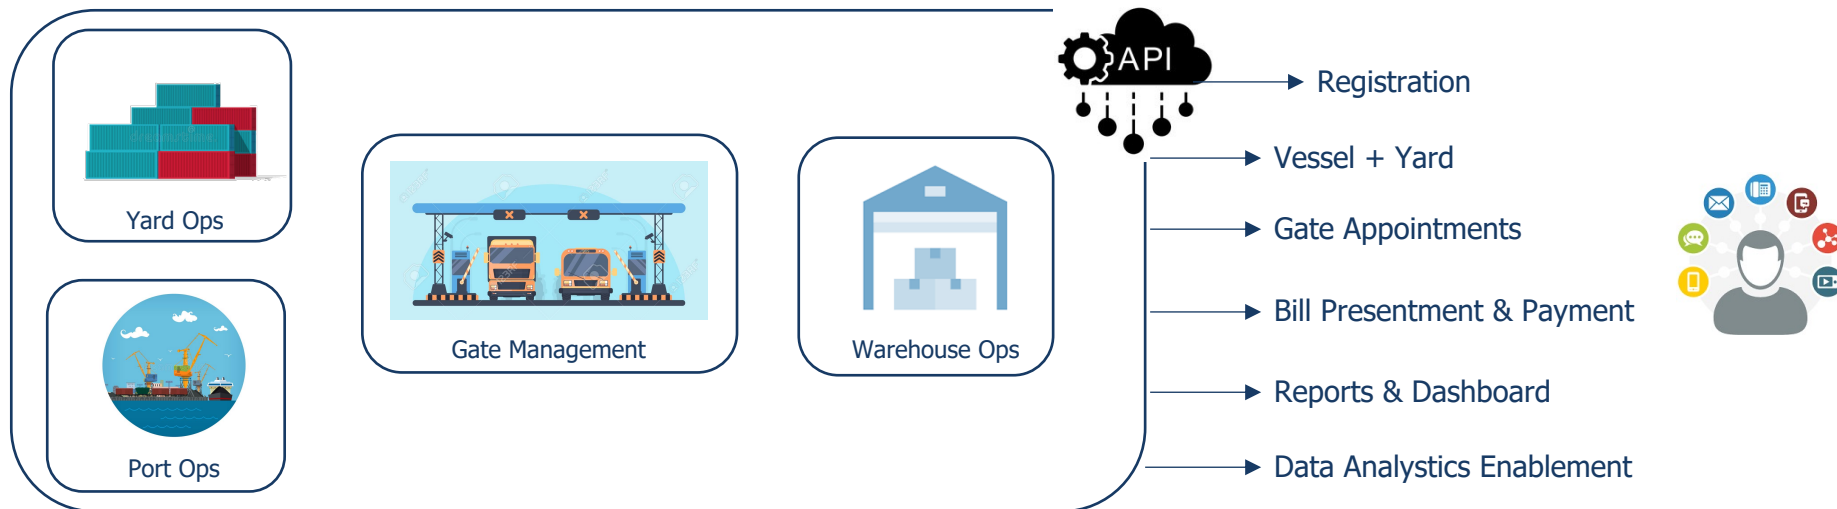 API
Registration
Vessel + Yard
Gate Appointments
Bill Presentment & Payment
Reports & Dashboard
Data Analystics Enablement
Yard Ops
Port Ops
Gate Management
Warehouse Ops